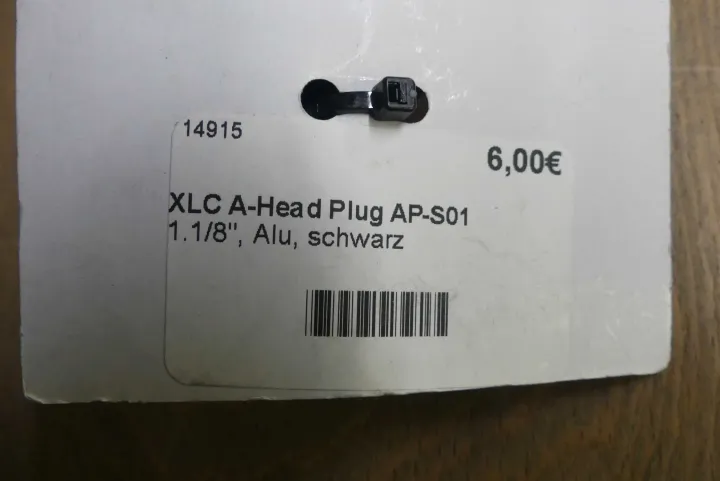 14915
6,00€
XLC A-Head Plug AP-S01
1.1/8", Alu, schwarz